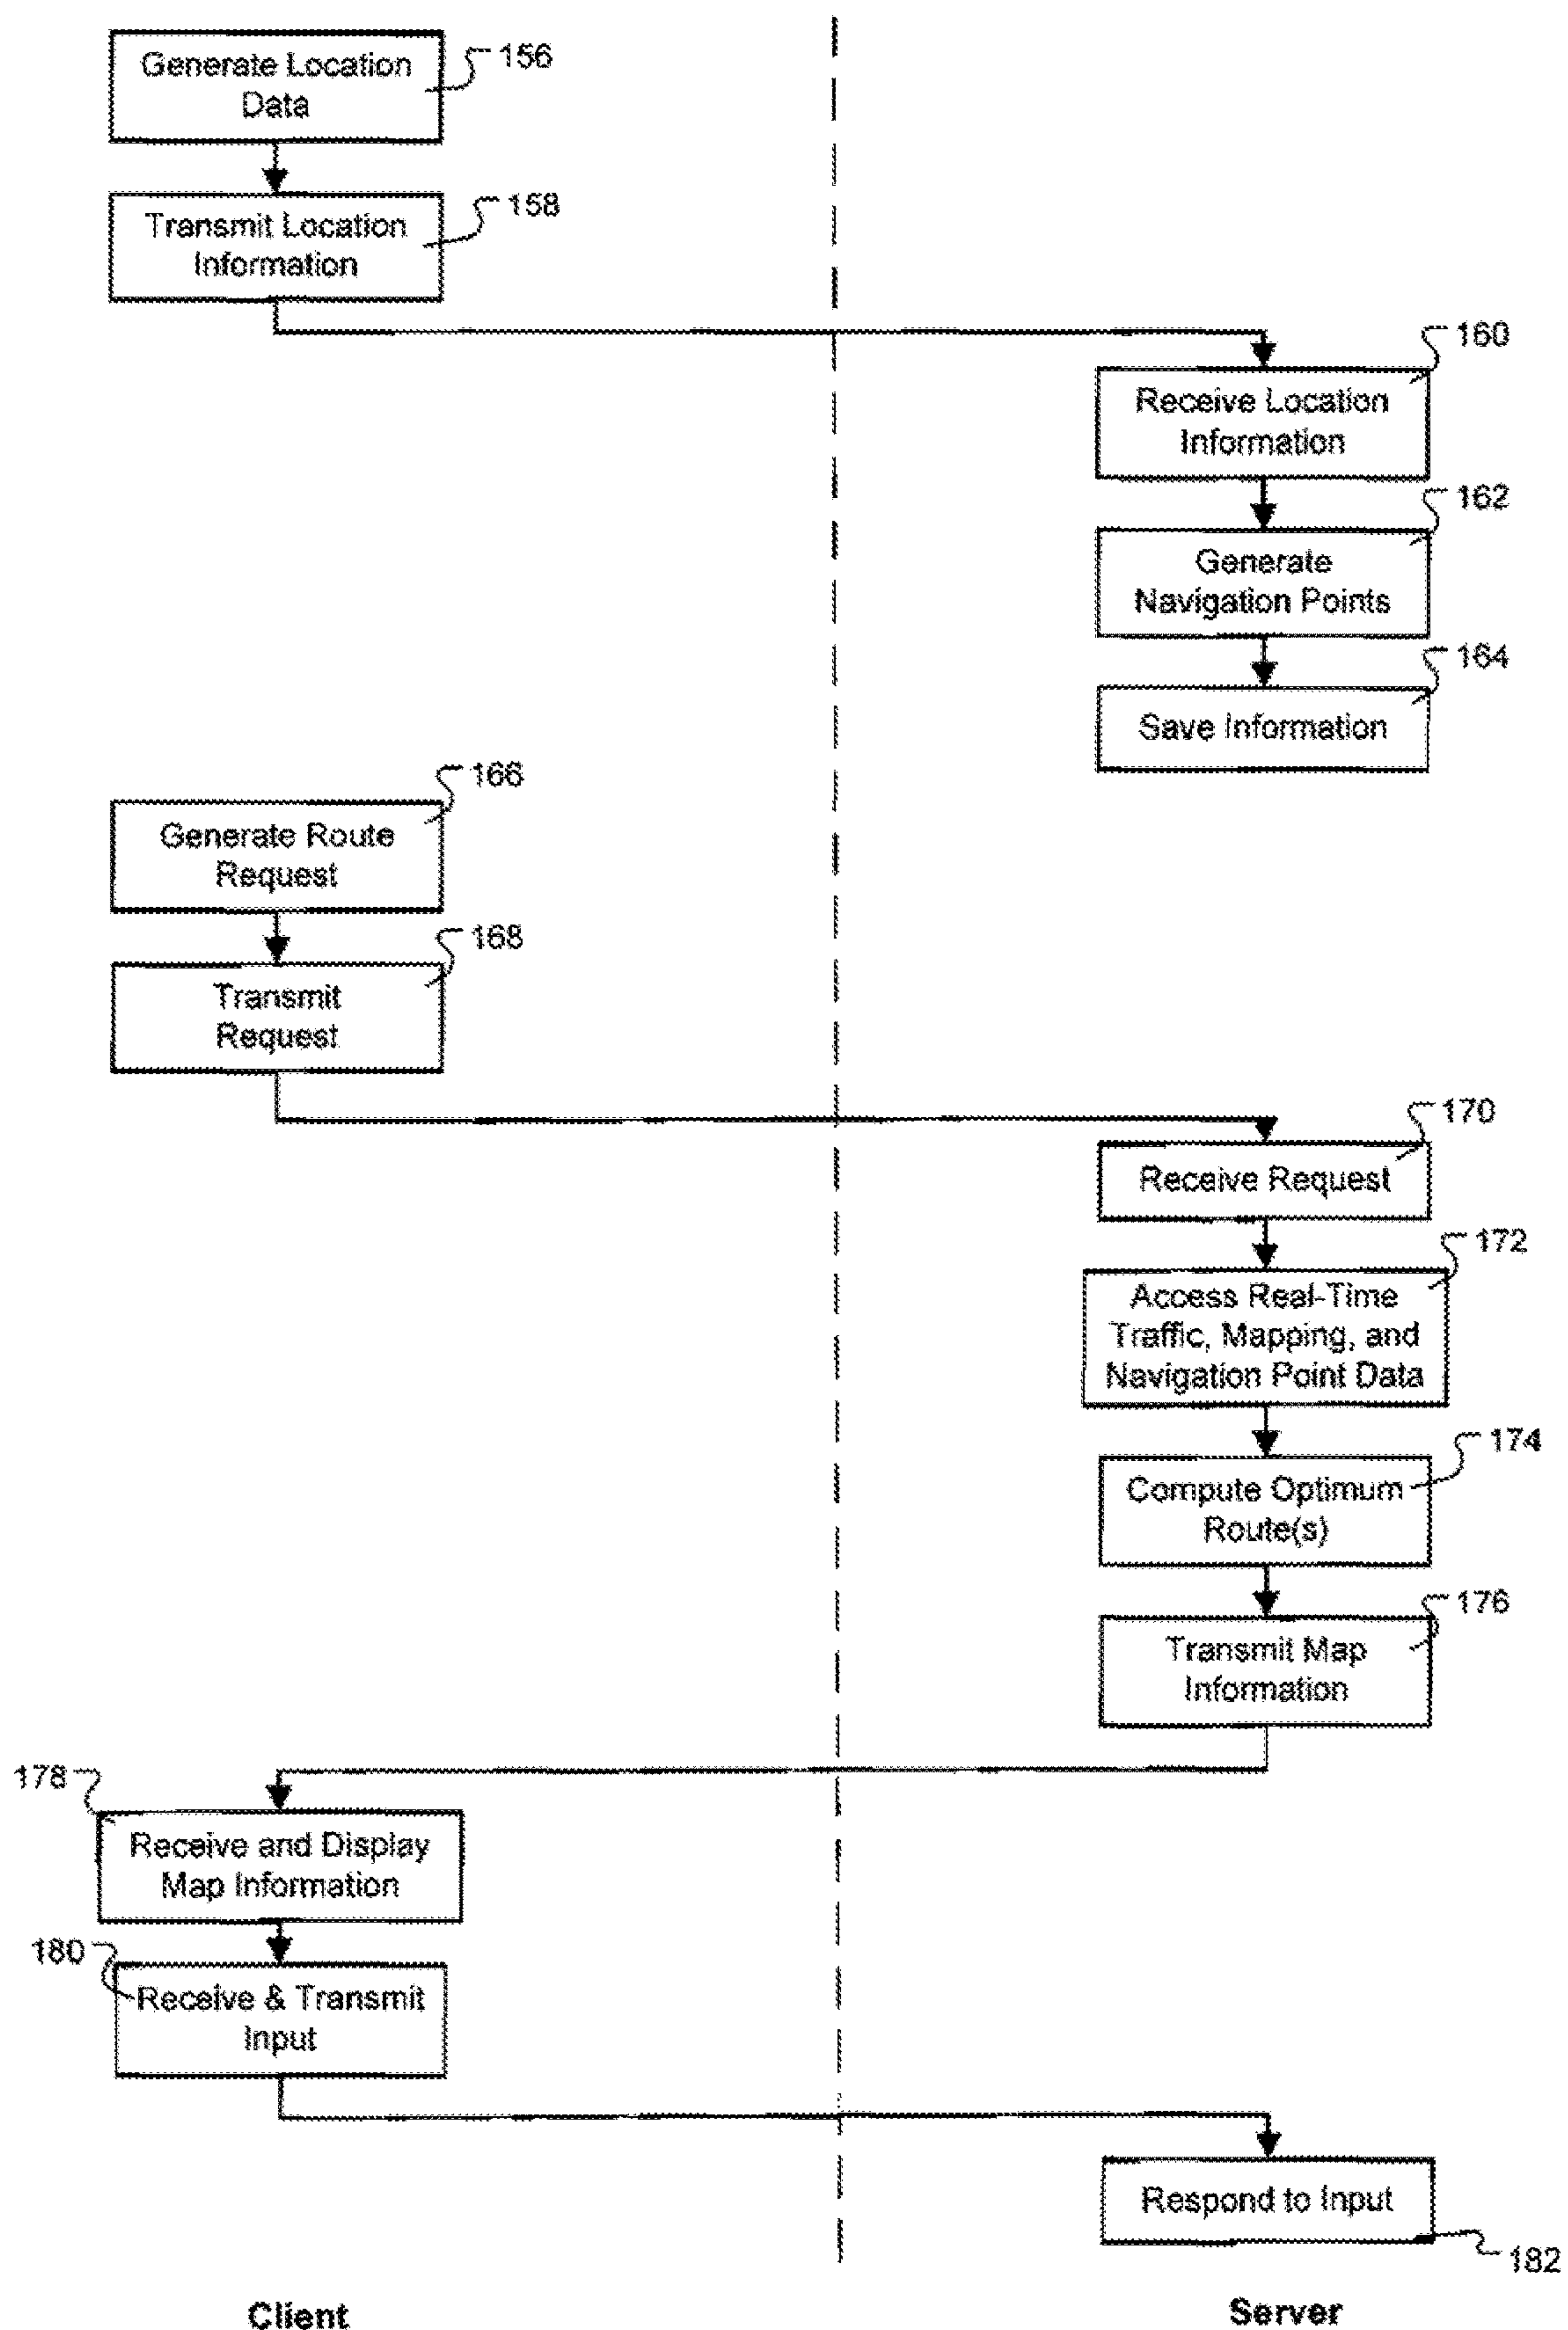 Generate Location
Data
156
Transmit Location
Information
158
160
Receive Location
Information
162
Generate
Navigation Points
164
Save Information
166
Generate Route
Request
168
Transmit
Request
170
Receive Request
172
Access Real-Time
Traffic, Mapping, and
Navigation Point Data
174
Compute Optimum
Route(s)
176
Transmit Map
Information
178
Receive and Display
Map Information
180
Receive & Transmit
Input
Respond to Input
182
Client
Server